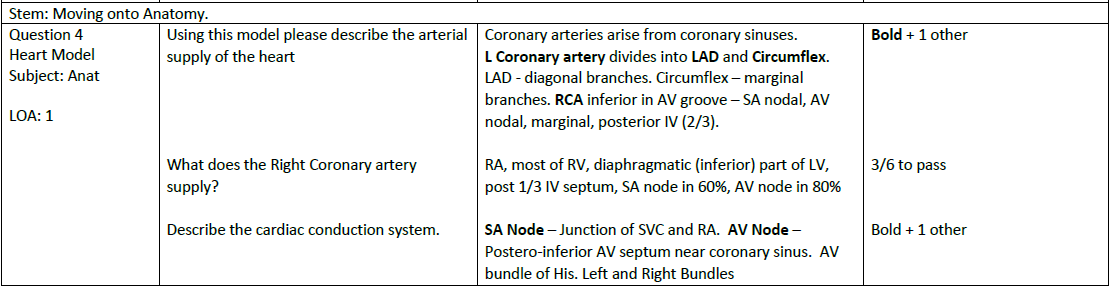 Stem: Moving onto Anatomy.
Question 4
Heart Model
Subject: Anat
LOA: 1
Using this model please describe the arterial
supply of the heart
Coronary arteries arise from coronary sinuses.
L Coronary artery divides into LAD and Circumflex.
LAD - diagonal branches. Circumflex – marginal
branches. RCA inferior in AV groove – SA nodal, AV
nodal, marginal, posterior IV (2/3).
Bold + 1 other
What does the Right Coronary artery
supply?
RA, most of RV, diaphragmatic (inferior) part of LV,
post 1/3 IV septum, SA node in 60%, AV node in 80%
3/6 to pass
Describe the cardiac conduction system.
SA Node – Junction of SVC and RA.  AV Node –
Postero-inferior AV septum near coronary sinus.  AV
bundle of His. Left and Right Bundles
Bold + 1 other